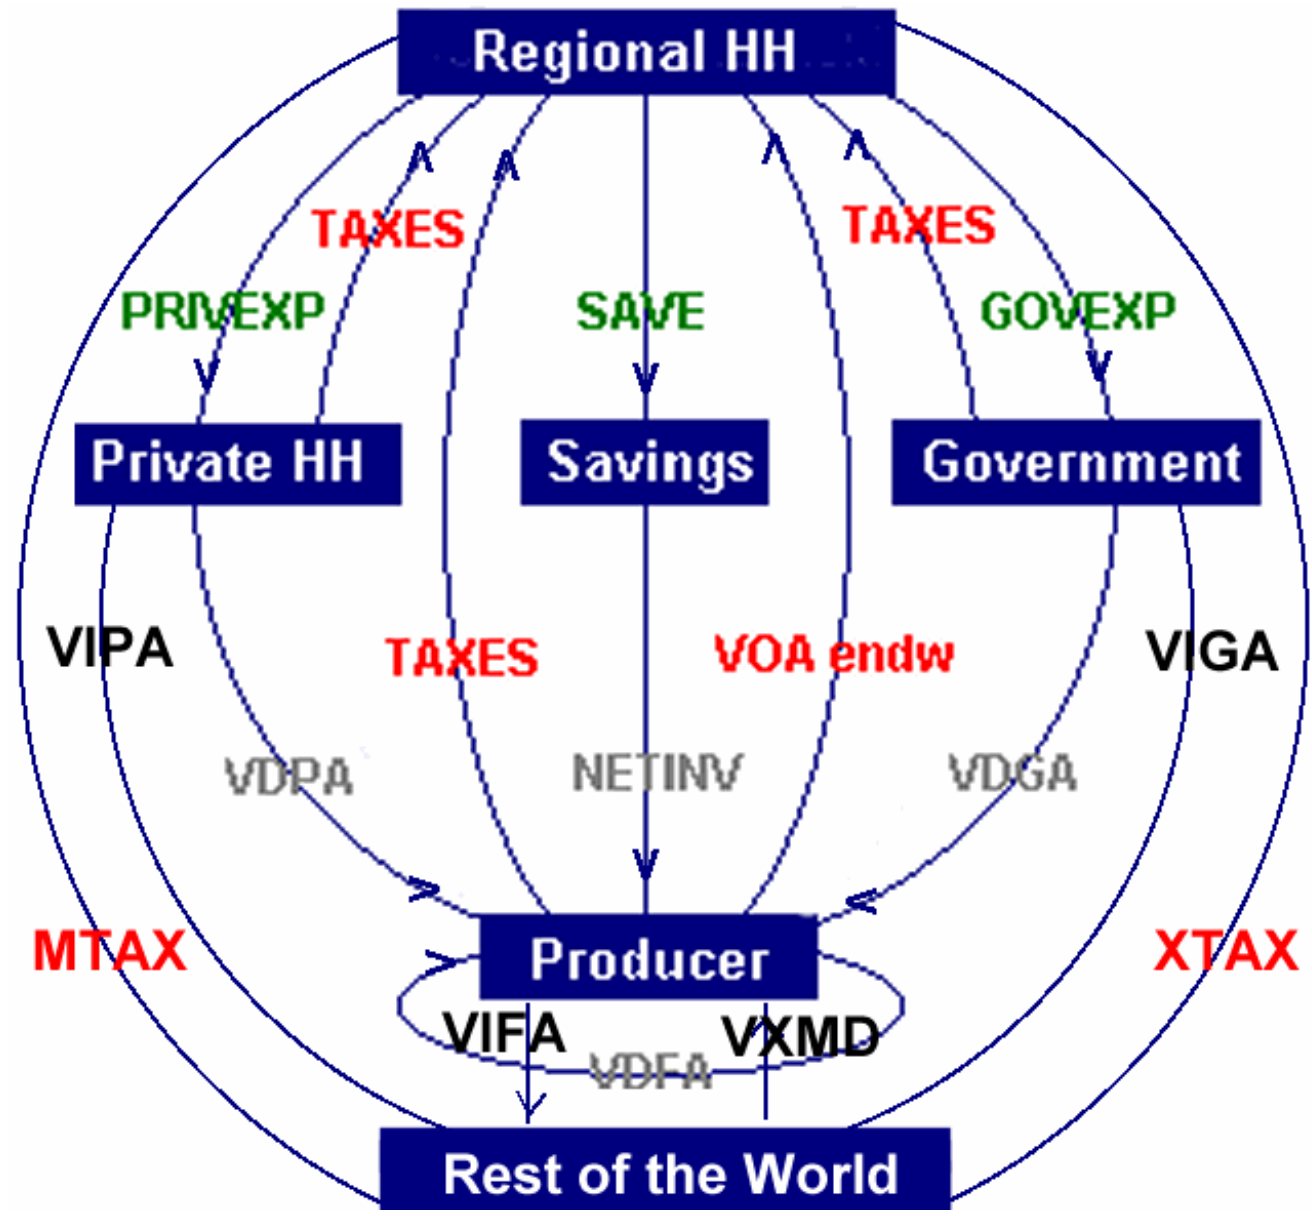 Regional HH
TAXES
TAXES
PRIVEXP
SAVE
GOVEXP
Private HH
Savings
Government
VIPA
TAXES
VOA endw
VIGA
VDPA
NETINV
VDGA
MTAX
Producer
XTAX
VIFA
VXMD
VDFA
Rest of the World